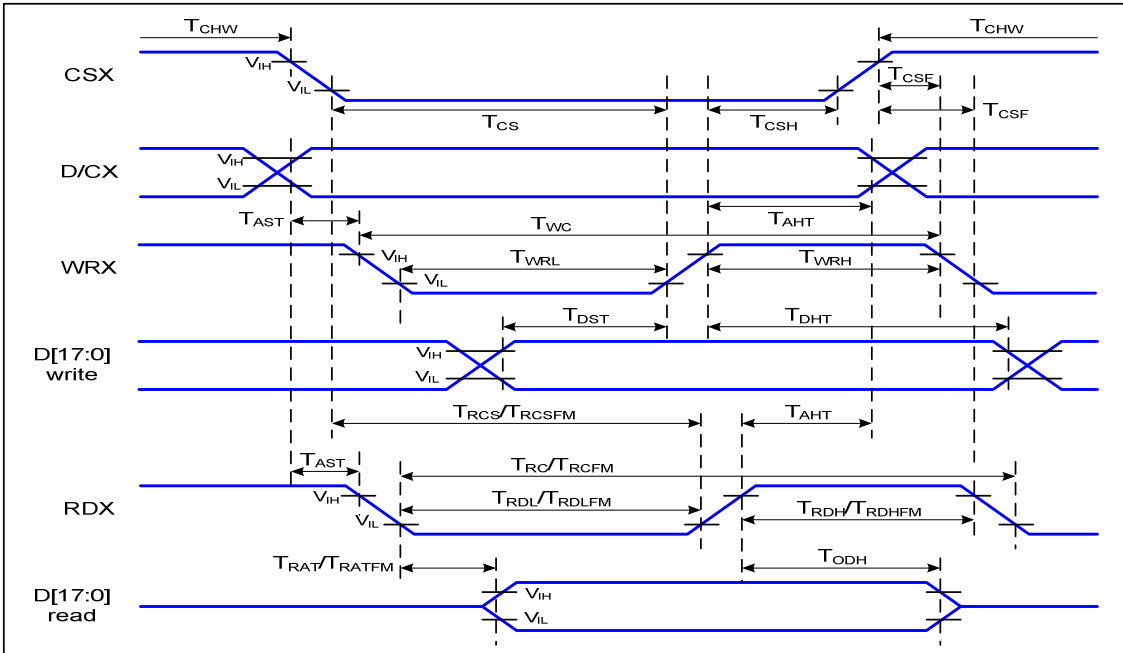 TCHW TCHW
CSX VIH VIL TCSF
TCS TCSH TCSF
D/CX VIH VIL
TAST TWC TAHT
WRX VIH VIL TWRL TWRH
TDST TDHT
D[17:0] VIH
write VIL
TRCS/TRCSFM TAHT
TAST TRC/TRCFM
RDX VIH VIL TRDL/TRDLFM TRDH/TRDHFM
TRAT/TRATFM TODH
D[17:0] VIH
read VIL